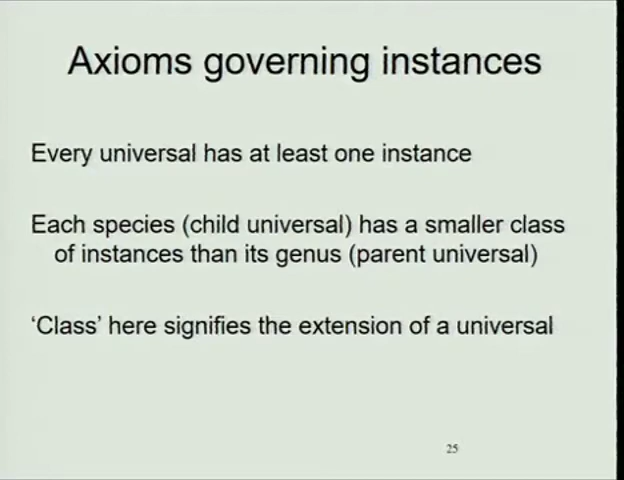 Axioms governing instances
Every universal has at least one instance
Each species (child universal) has a smaller class
of instances than its genus (parent universal)
‘Class’ here signifies the extension of a universal
25